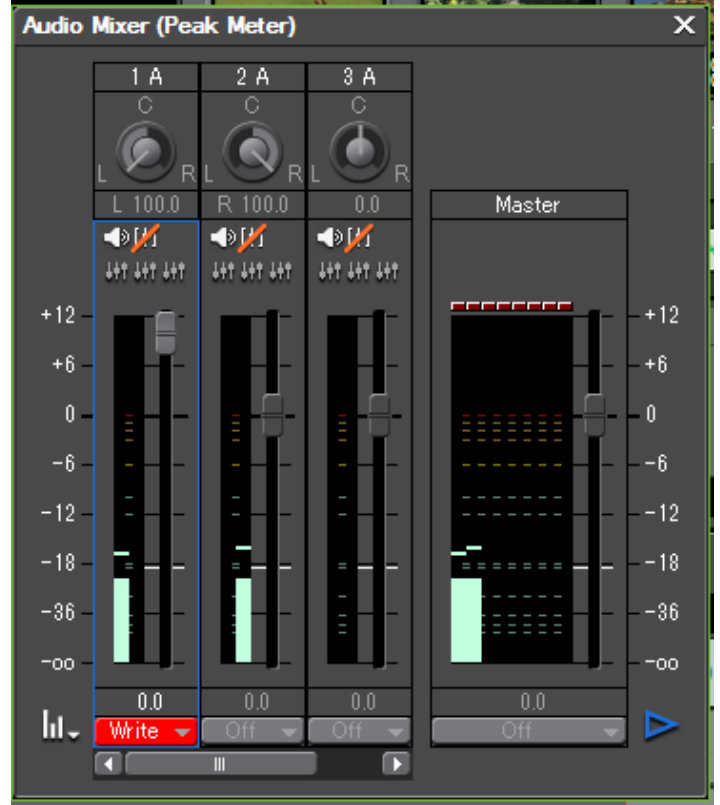 Audio Mixer (Peak Meter)
1 A 2 A 3 A
C C C
L R L R L R
L 100.0 R 100.0 0.0 Master
+12 +12
+6 +6
0 0
-6 -6
-12 -12
-18 -18
-36 -36
-oo -oo
0.0 0.0 0.0 0.0
Write Off Off Off